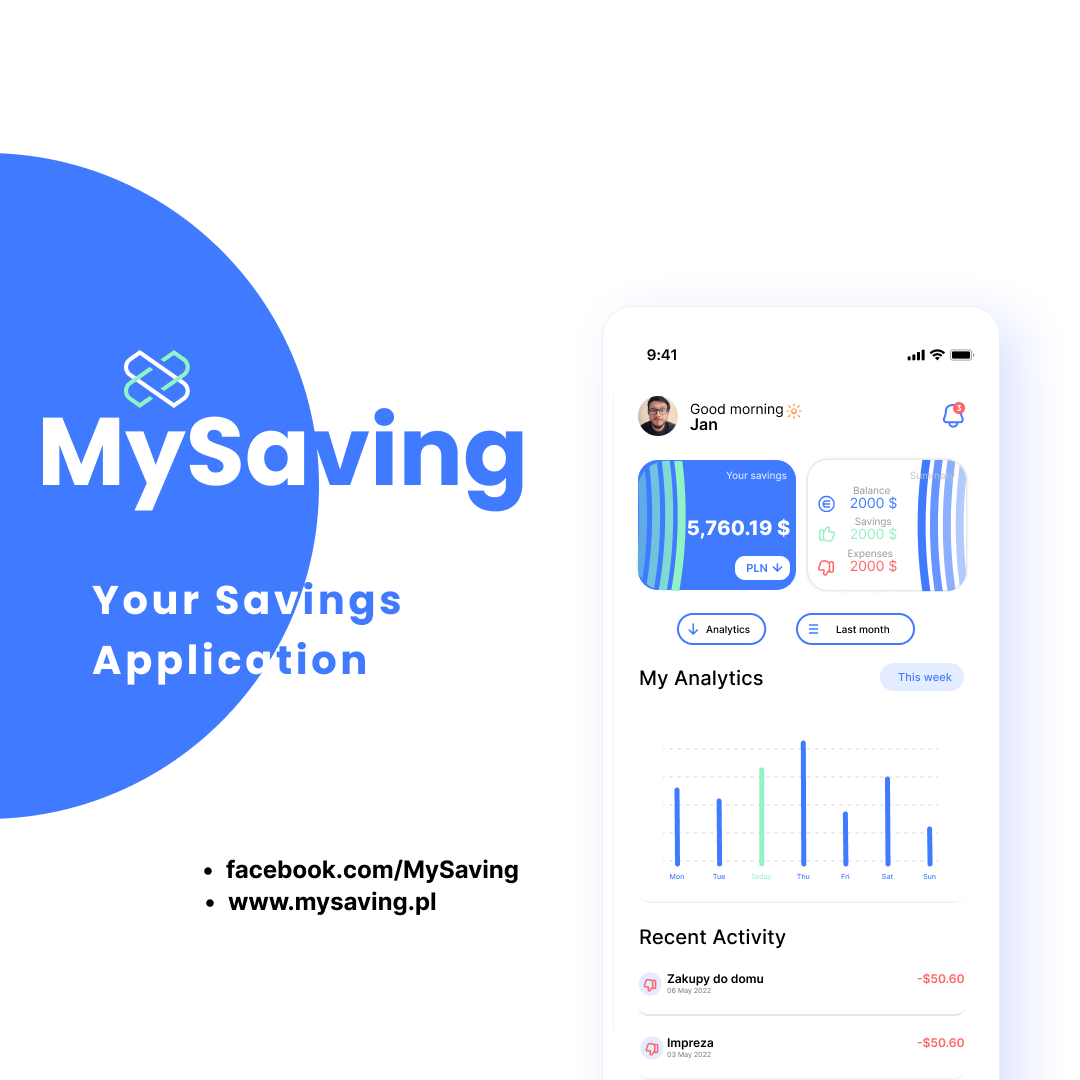 MySaving
Your Savings
Application
• facebook.com/MySaving
• www.mysaving.pl
9:41
Good morning
Jan
3
Your savings
5,760.19 $
PLN
Summary
Balance
2000 $
Savings
2000 $
Expenses
2000 $
Analytics
Last month
My Analytics
This week
Mon Tue Today Thu Fri Sat Sun
Recent Activity
Zakupy do domu -$50.60
06 May 2022
Impreza -$50.60
03 May 2022